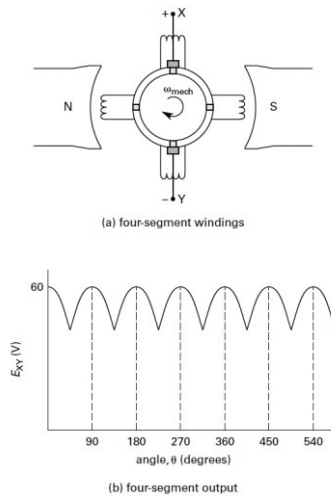 + X
N
ωmech
S
− Y
(a) four-segment windings
60
EXY (V)
90 180 270 360 450 540
angle, θ (degrees)
(b) four-segment output